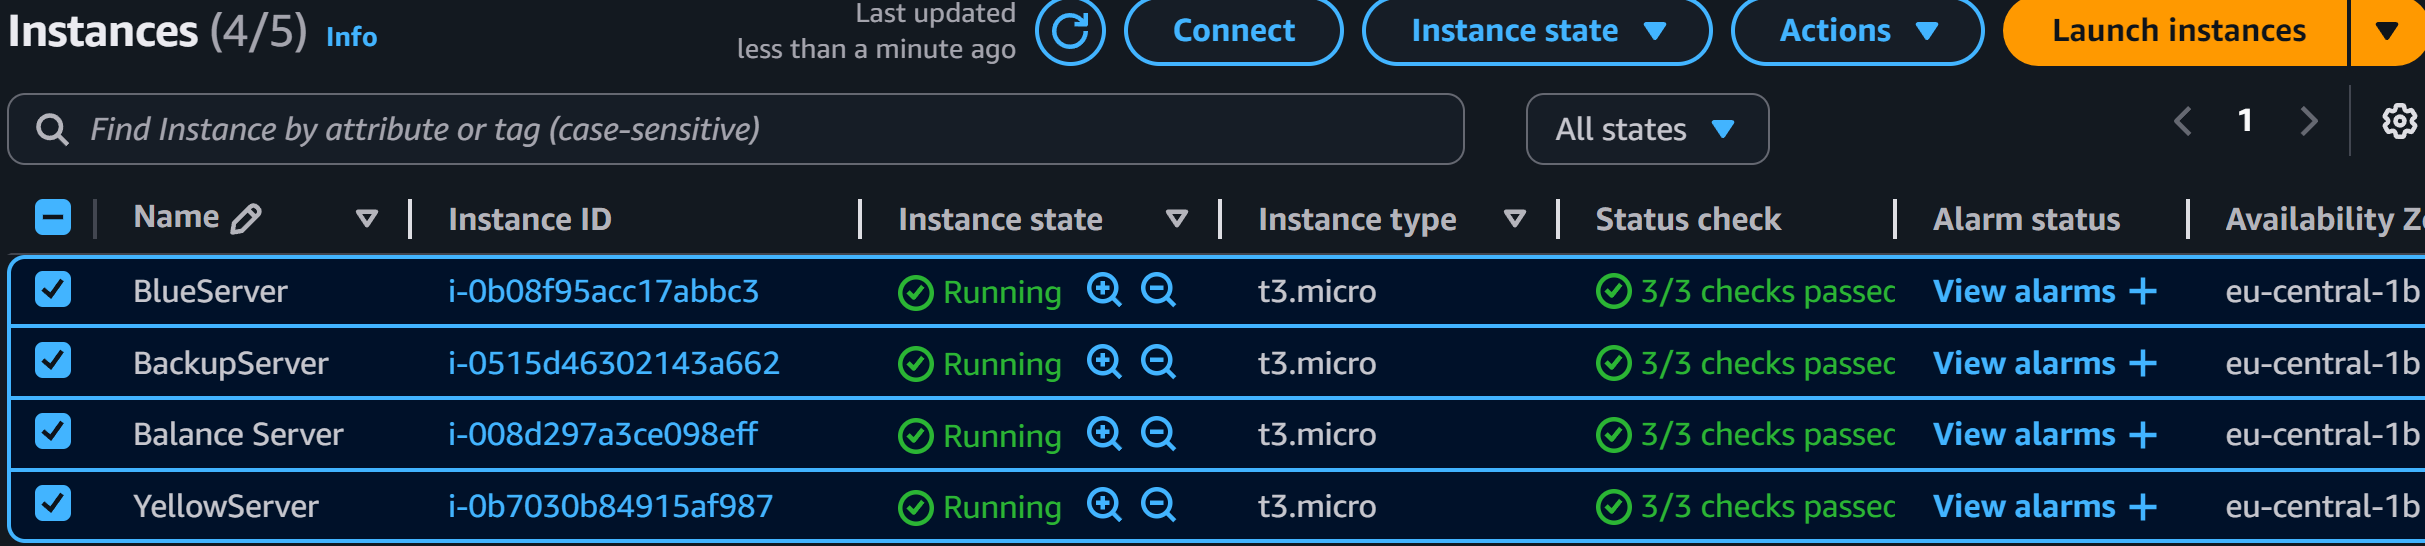 Instances (4/5) Info
Last updated
less than a minute ago
Connect
Instance state
Actions
Launch instances
Find Instance by attribute or tag (case-sensitive)
All states
1
Name Instance ID Instance state Instance type Status check Alarm status Availability Z
BlueServer i-0b08f95acc17abbc3 Running t3.micro 3/3 checks passec View alarms + eu-central-1b
BackupServer i-0515d46302143a662 Running t3.micro 3/3 checks passec View alarms + eu-central-1b
Balance Server i-008d297a3ce098eff Running t3.micro 3/3 checks passec View alarms + eu-central-1b
YellowServer i-0b7030b84915af987 Running t3.micro 3/3 checks passec View alarms + eu-central-1b